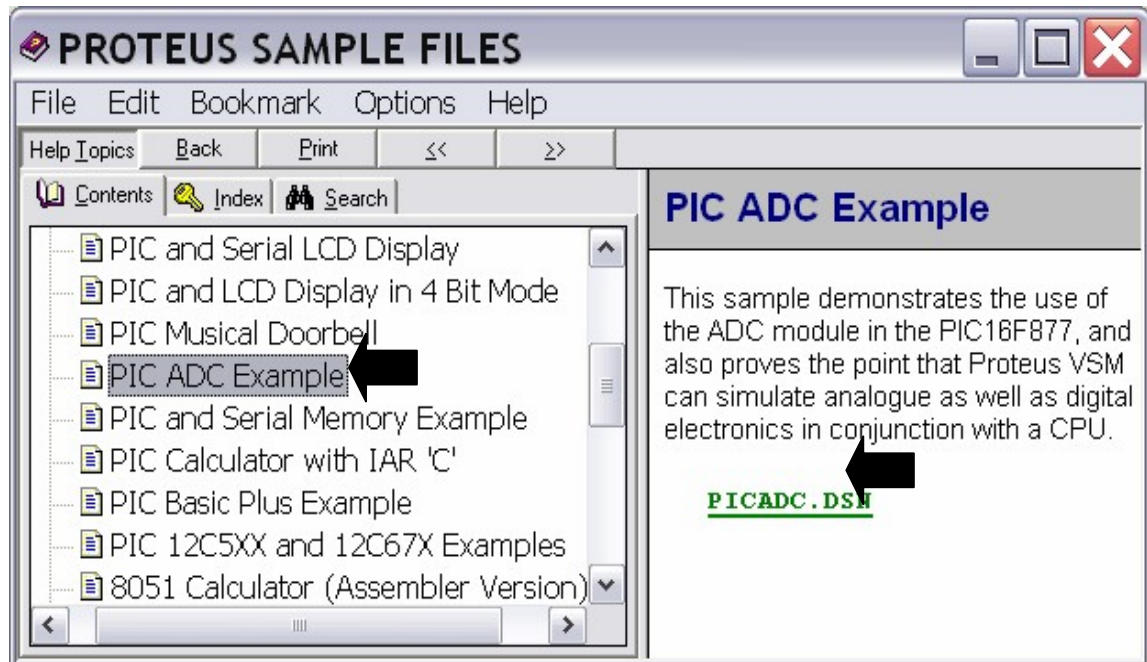 PROTEUS SAMPLE FILES
File Edit Bookmark Options Help
Help Topics Back Print << >>
Contents Index Search
PIC and Serial LCD Display
PIC and LCD Display in 4 Bit Mode
PIC Musical Doorbell
PIC ADC Example
PIC and Serial Memory Example
PIC Calculator with IAR 'C'
PIC Basic Plus Example
PIC 12C5XX and 12C67X Examples
8051 Calculator (Assembler Version)
PIC ADC Example
This sample demonstrates the use of
the ADC module in the PIC16F877, and
also proves the point that Proteus VSM
can simulate analogue as well as digital
electronics in conjunction with a CPU.
PICADC.DSN